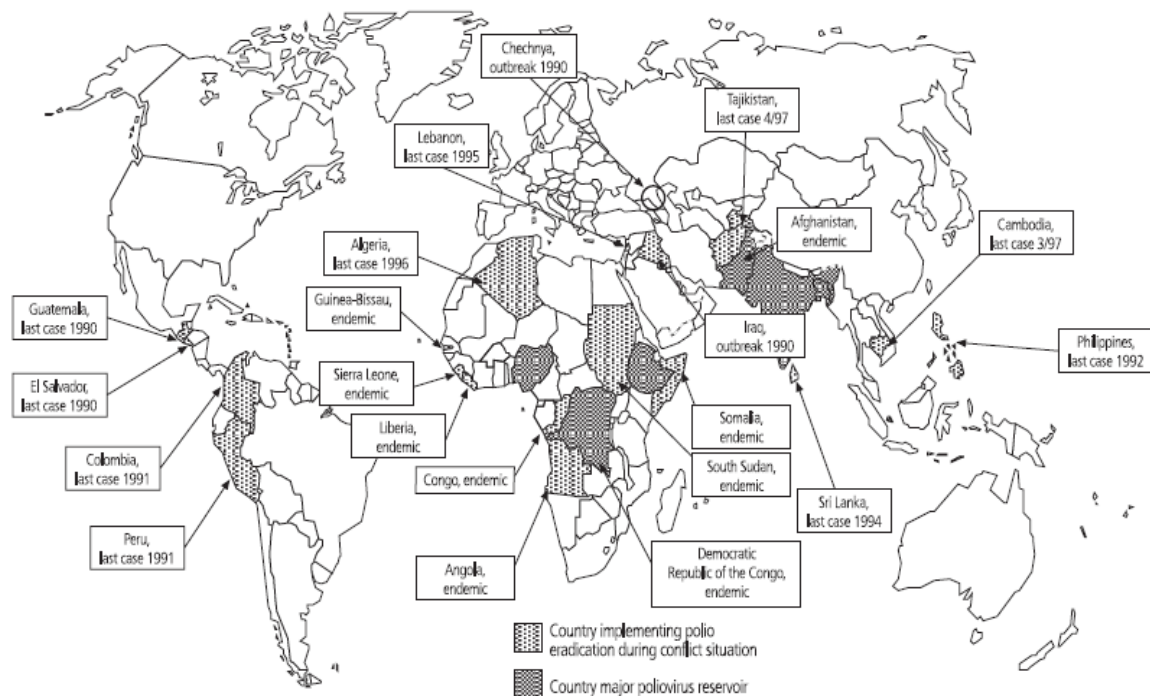 Chechnya,
outbreak 1990
Tajikistan,
last case 4/97
Lebanon,
last case 1995
Afghanistan,
endemic
Cambodia,
last case 3/97
Algeria,
last case 1996
Guinea-Bissau,
endemic
Guatemala,
last case 1990
Iraq,
outbreak 1990
Philippines,
last case 1992
Sierra Leone,
endemic
El Salvador,
last case 1990
Liberia,
endemic
Somalia,
endemic
Colombia,
last case 1991
Congo, endemic
South Sudan,
endemic
Sri Lanka,
last case 1994
Peru,
last case 1991
Angola,
endemic
Democratic
Republic of the Congo,
endemic
Country implementing polio
eradication during conflict situation
Country major poliovirus reservoir